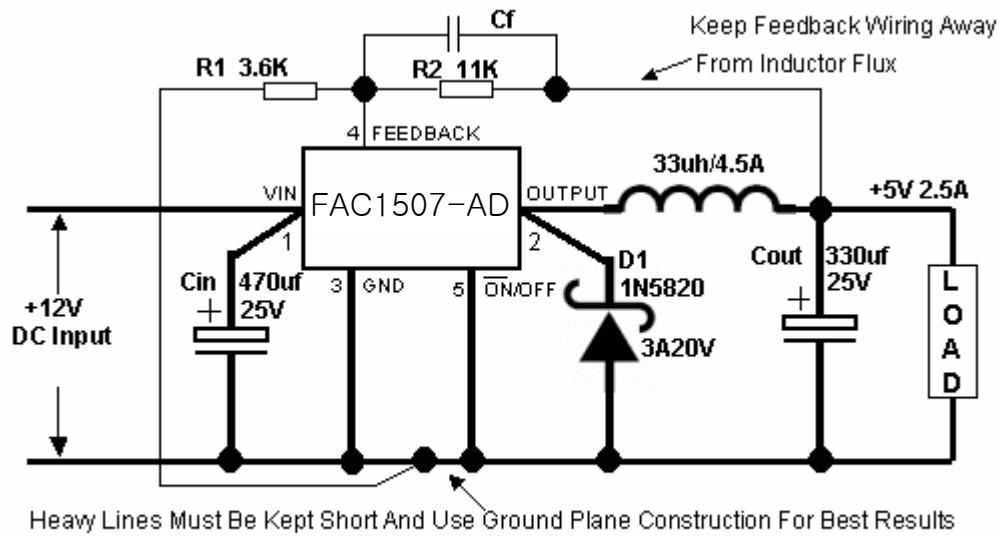 Cf
Keep Feedback Wiring Away
From Inductor Flux
R1 3.6K
R2 11K
4 FEEDBACK
33uh/4.5A
VIN
FAC1507-AD
OUTPUT
+5V 2.5A
1
2
Cin
470uf
25V
3 GND
5 ON/OFF
D1
1N5820
3A20V
Cout
330uf
25V
+
+
+12V
DC Input
L
O
A
D
Heavy Lines Must Be Kept Short And Use Ground Plane Construction For Best Results